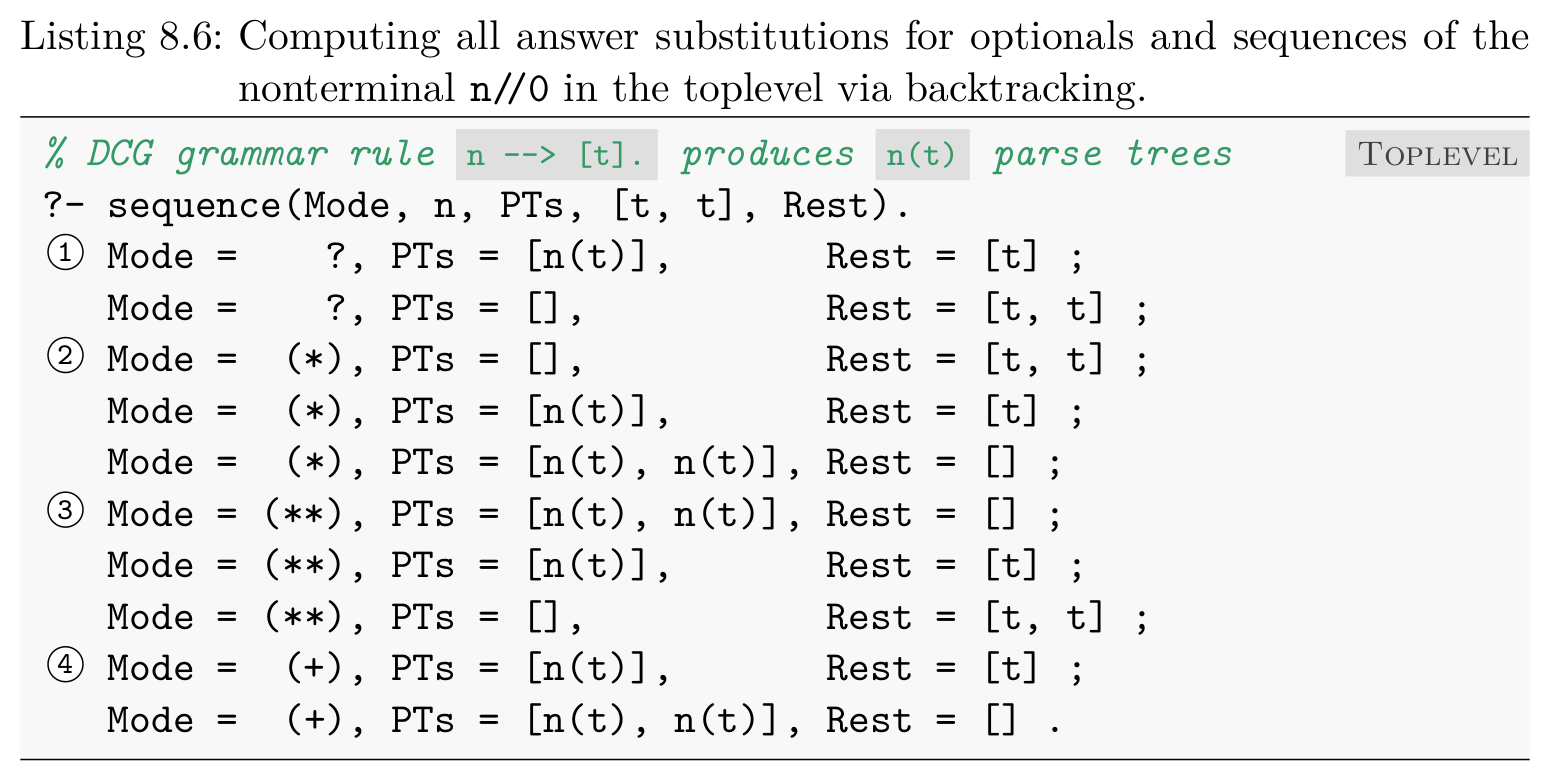 Listing 8.6: Computing all answer substitutions for optionals and sequences of the
nonterminal n//0 in the toplevel via backtracking.
% DCG grammar rule n --> [t]. produces n(t) parse trees TOPLEVEL
?- sequence(Mode, n, PTs, [t, t], Rest).
① Mode =    ?, PTs = [n(t)],       Rest = [t] ;
Mode =    ?, PTs = [],           Rest = [t, t] ;
② Mode =  (*), PTs = [],           Rest = [t, t] ;
Mode =  (*), PTs = [n(t)],       Rest = [t] ;
Mode =  (*), PTs = [n(t), n(t)], Rest = [] ;
③ Mode = (**), PTs = [n(t), n(t)], Rest = [] ;
Mode = (**), PTs = [n(t)],       Rest = [t] ;
Mode = (**), PTs = [],           Rest = [t, t] ;
④ Mode =  (+), PTs = [n(t)],       Rest = [t] ;
Mode =  (+), PTs = [n(t), n(t)], Rest = [] .